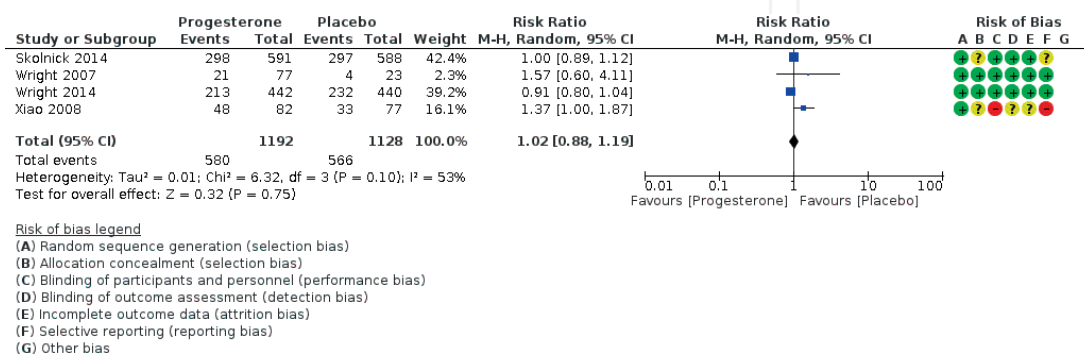 Progesterone Placebo Risk Ratio Risk Ratio Risk of Bias
Study or Subgroup Events Total Events Total Weight M-H, Random, 95% CI M-H, Random, 95% CI A B C D E F G
Skolnick 2014 298 591 297 588 42.4% 1.00 [0.89, 1.12] + ? + + + ?
Wright 2007 21 77 4 23 2.3% 1.57 [0.60, 4.11] + + + + + +
Wright 2014 213 442 232 440 39.2% 0.91 [0.80, 1.04] + + + + + +
Xiao 2008 48 82 33 77 16.1% 1.37 [1.00, 1.87] + ? − ? ? −
Total (95% CI) 1192 1128 100.0% 1.02 [0.88, 1.19]
Total events 580 566
Heterogeneity: Tau² = 0.01; Chi² = 6.32, df = 3 (P = 0.10); I² = 53%
Test for overall effect: Z = 0.32 (P = 0.75)
0.01 0.1 1 10 100
Favours [Progesterone] Favours [Placebo]
Risk of bias legend
(A) Random sequence generation (selection bias)
(B) Allocation concealment (selection bias)
(C) Blinding of participants and personnel (performance bias)
(D) Blinding of outcome assessment (detection bias)
(E) Incomplete outcome data (attrition bias)
(F) Selective reporting (reporting bias)
(G) Other bias